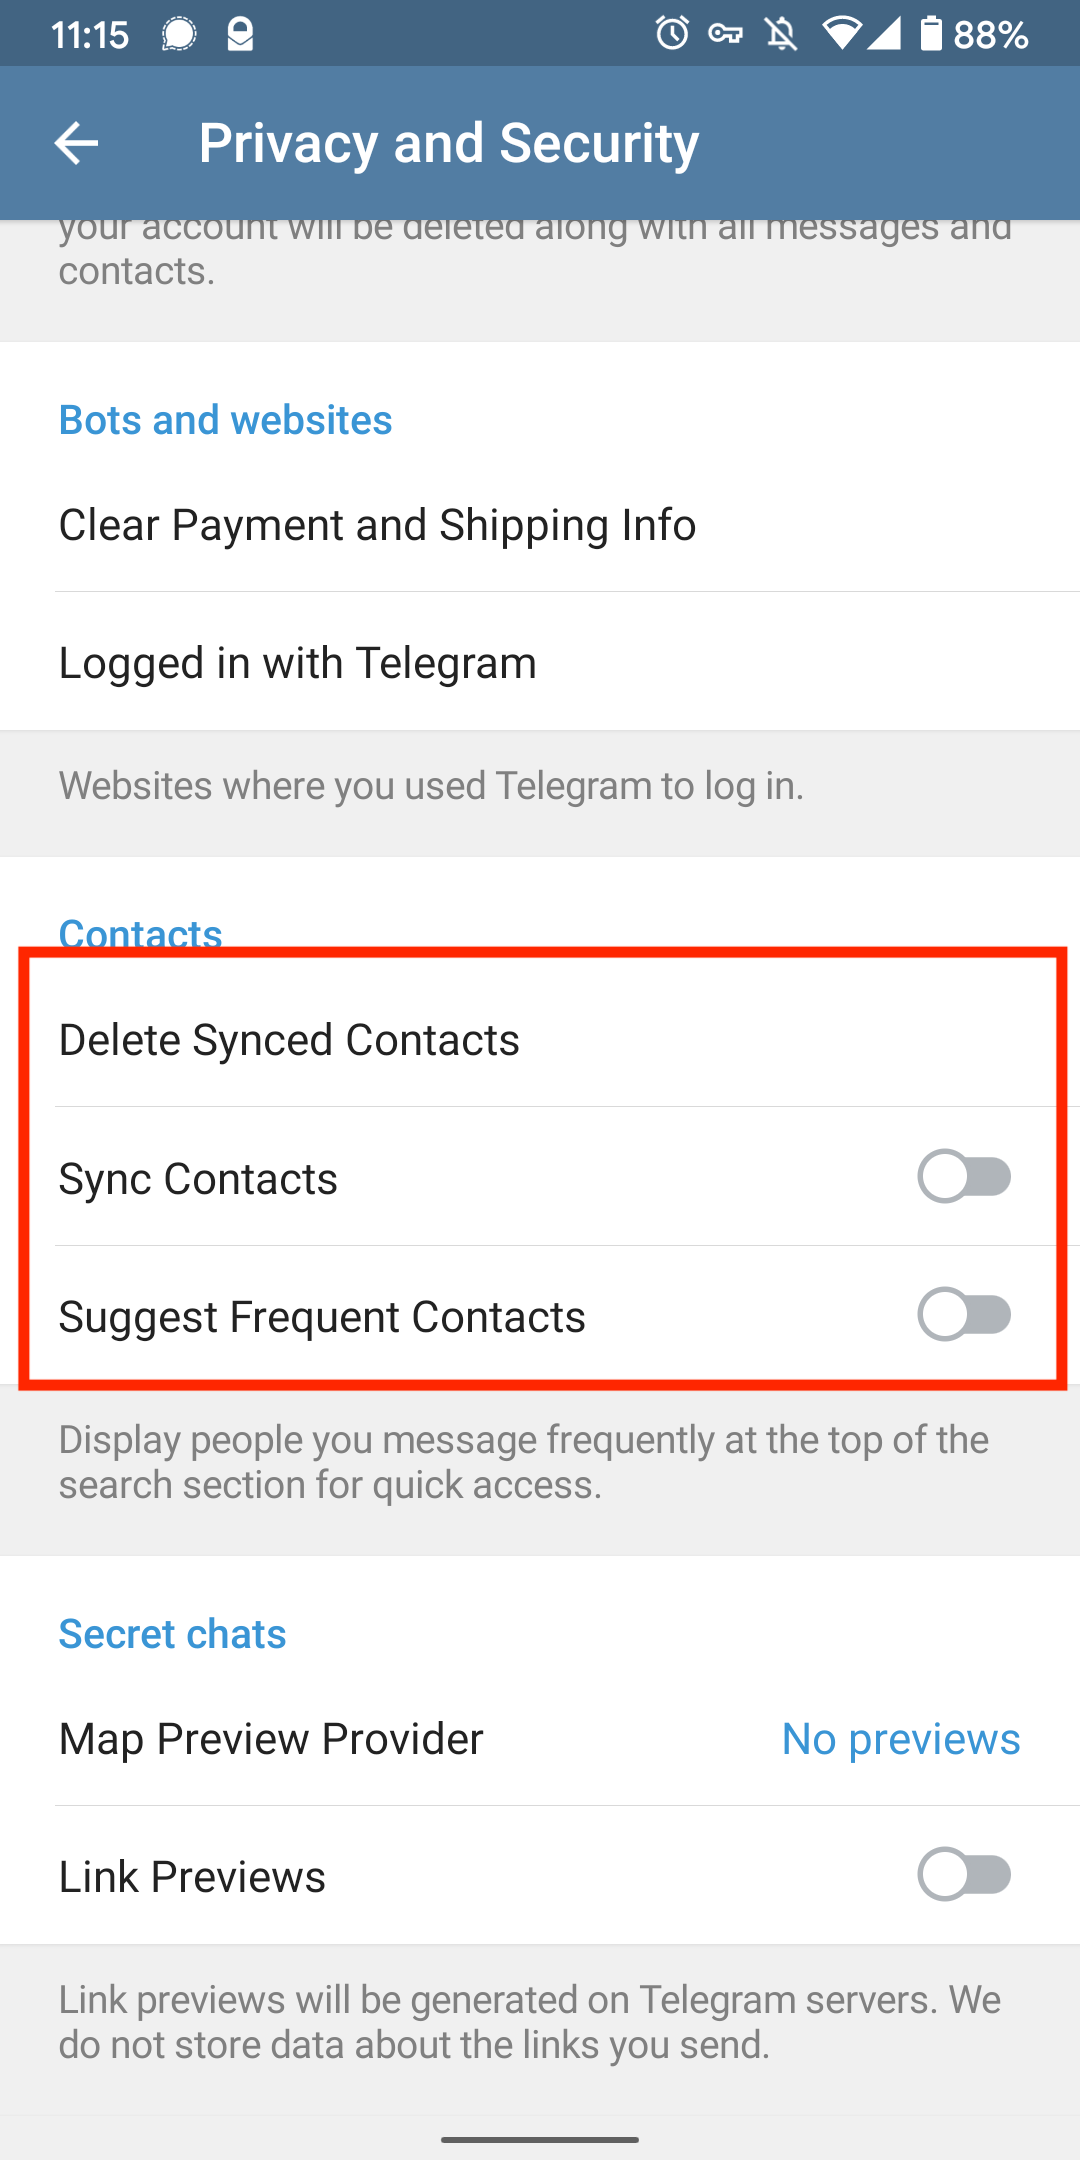 11:15
88%
Privacy and Security
your account will be deleted along with all messages and
contacts.
Bots and websites
Clear Payment and Shipping Info
Logged in with Telegram
Websites where you used Telegram to log in.
Contacts
Delete Synced Contacts
Sync Contacts
Suggest Frequent Contacts
Display people you message frequently at the top of the
search section for quick access.
Secret chats
Map Preview Provider No previews
Link Previews
Link previews will be generated on Telegram servers. We
do not store data about the links you send.